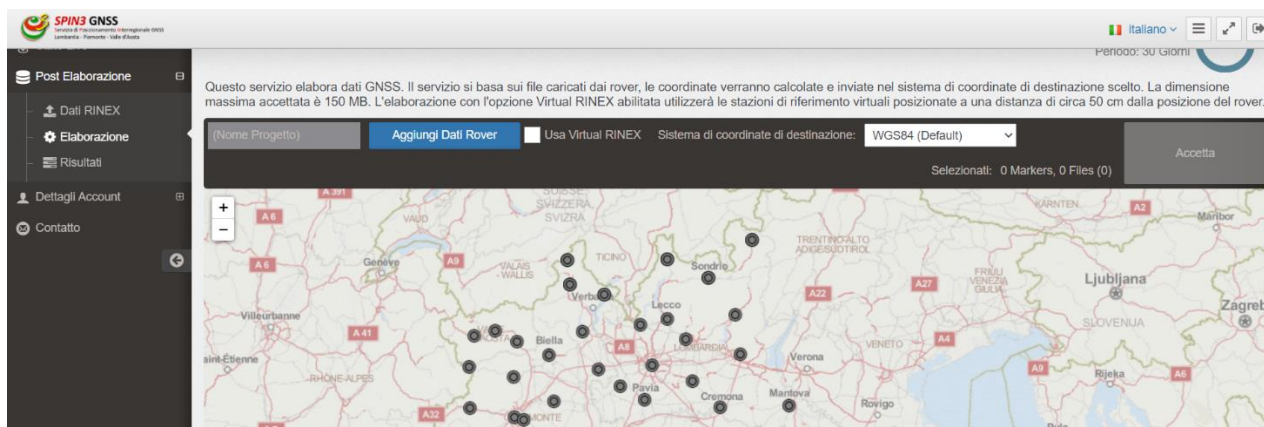 SPIN3 GNSS
Servizio di Posizionamento Interregionale GNSS
Lombardia - Piemonte - Valle d'Aosta
italiano
Periodo: 30 Giorni
Post Elaborazione
Dati RINEX
Elaborazione
Risultati
Dettagli Account
Contatto
Questo servizio elabora dati GNSS. Il servizio si basa sui file caricati dai rover, le coordinate verranno calcolate e inviate nel sistema di coordinate di destinazione scelto. La dimensione
massima accettata è 150 MB. L'elaborazione con l'opzione Virtual RINEX abilitata utilizzerà le stazioni di riferimento virtuali posizionate a una distanza di circa 50 cm dalla posizione del rover.
(Nome Progetto) Aggiungi Dati Rover Usa Virtual RINEX Sistema di coordinate di destinazione: WGS84 (Default)
Accetta
Selezionati: 0 Markers, 0 Files (0)
+
−
A 391
SUISSE,
SVIZZERA,
SVIZRA
KÄRNTEN
A2
Maribor
A 6
VAUD
TRENTINO-ALTO
ADIGE/SÜDTIROL
Genève
A9
VALAIS
- WALLIS
TICINO
Sondrio
A 6
FRIULI
VENEZIA
GIULIA
Ljubljana
A22
A27
Lecco
Zagreb
Villeurbanne
SLOVENIJA
A 41
Biella
A8
LOMBARDIA
VENETO
A4
Verona
aint-Étienne
RHÔNE-ALPES
A9
Rijeka
A6
Pavia
Cremona
Mantova
Rovigo
A32